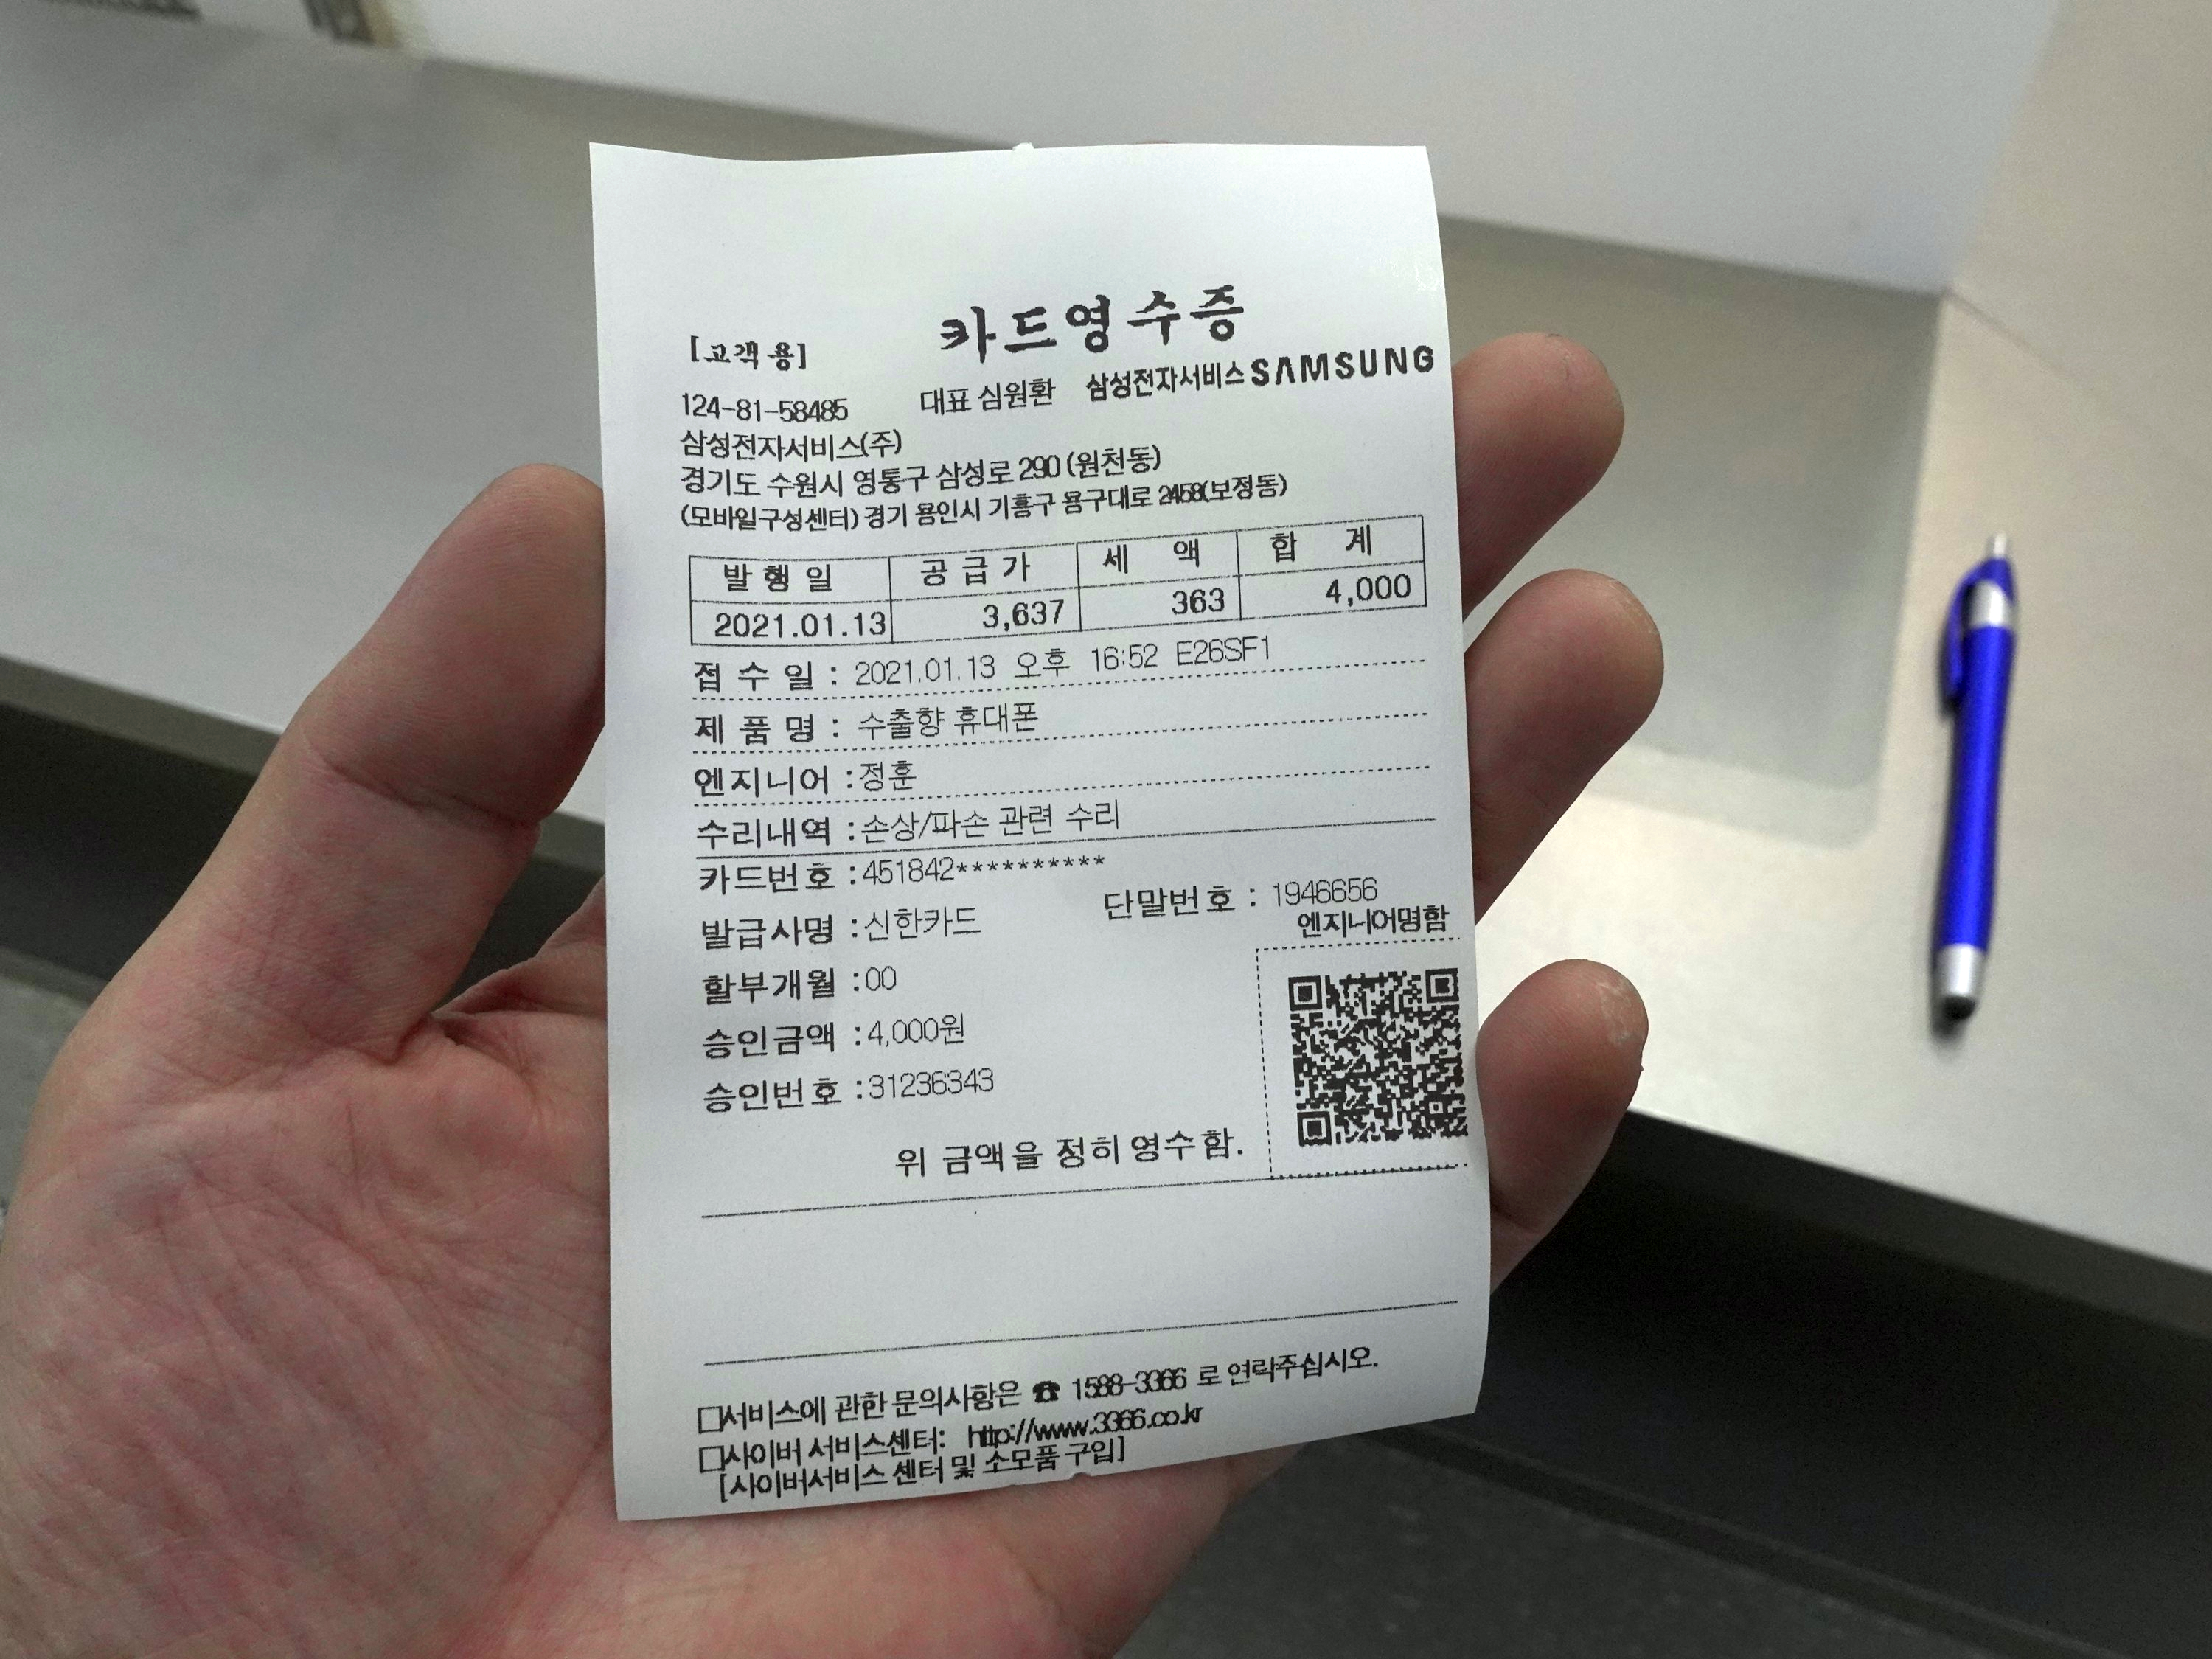 카드영수증
[고객용]
대표 심원환 삼성전자서비스 SAMSUNG
124-81-58485
삼성전자서비스(주)
경기도 수원시 영통구 삼성로 290 (원천동)
(모바일구성센터) 경기 용인시 기흥구 용구대로 2458(보정동)
발행일 공급가 세액 합계
2021.01.13 3,637 363 4,000
접수일 : 2021.01.13 오후 16:52 E26SF1
제품명 : 수출향 휴대폰
엔지니어 :정훈
수리내역 :손상/파손 관련 수리
카드번호 :451842**********
발급사명 :신한카드 단말번호 : 1946656
엔지니어명함
할부개월 :00
승인금액 :4,000원
승인번호 :31236343
위 금액을 정히 영수함.
□서비스에 관한 문의사항은 ☎ 1588-3366 로 연락주십시오.
□사이버 서비스센터: http://www.3366.co.kr
[사이버서비스 센터 및 소모품 구입]